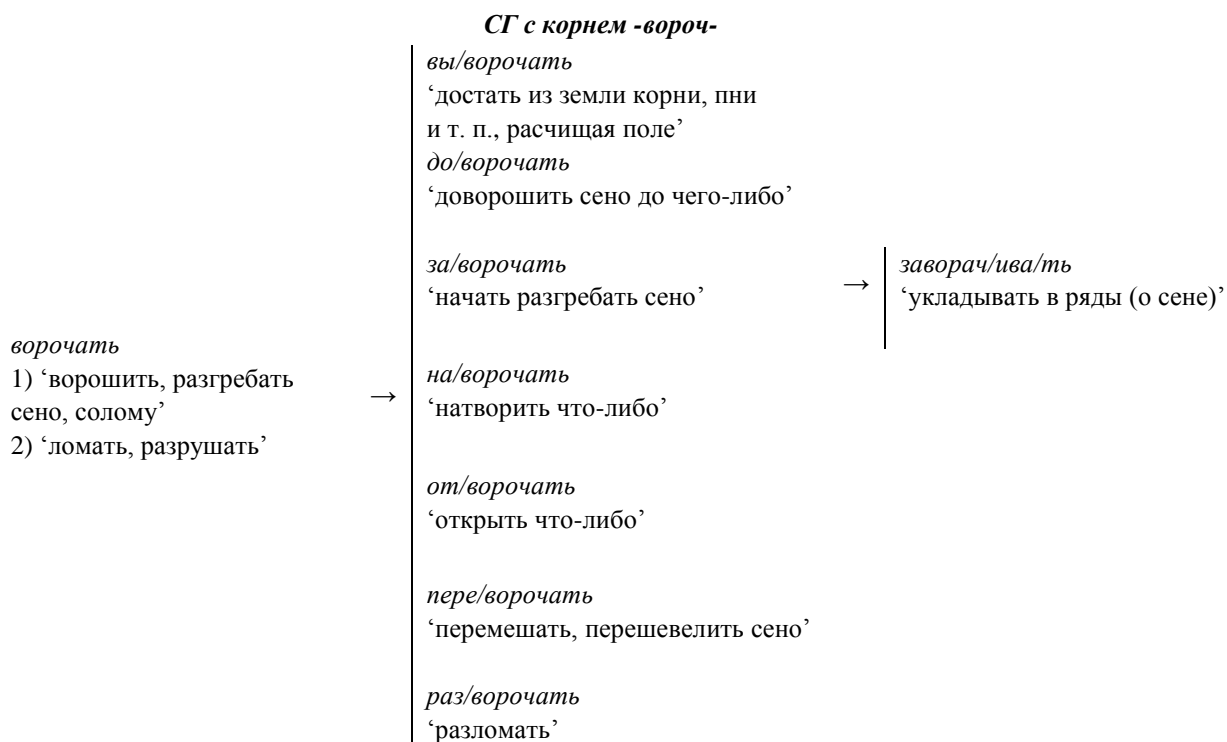 СГ с корнем -вороч-
вы/ворочать
‘достать из земли корни, пни
и т. п., расчищая поле’
до/ворочать
‘доворошить сено до чего-либо’
за/ворочать
‘начать разгребать сено’
→
заворач/ива/ть
‘укладывать в ряды (о сене)’
ворочать
1) ‘ворошить, разгребать
сено, солому’
2) ‘ломать, разрушать’
→
на/ворочать
‘натворить что-либо’
от/ворочать
‘открыть что-либо’
пере/ворочать
‘перемешать, перешевелить сено’
раз/ворочать
‘разломать’